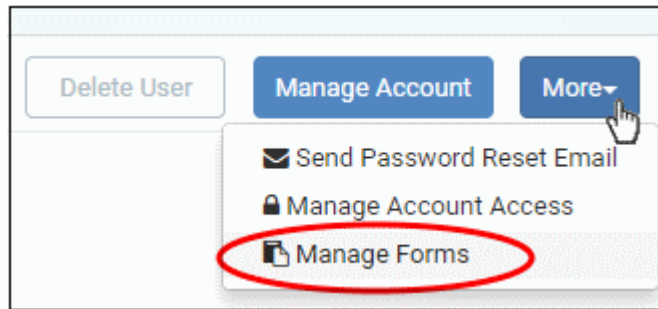 Delete User
Manage Account
More
Send Password Reset Email
Manage Account Access
Manage Forms